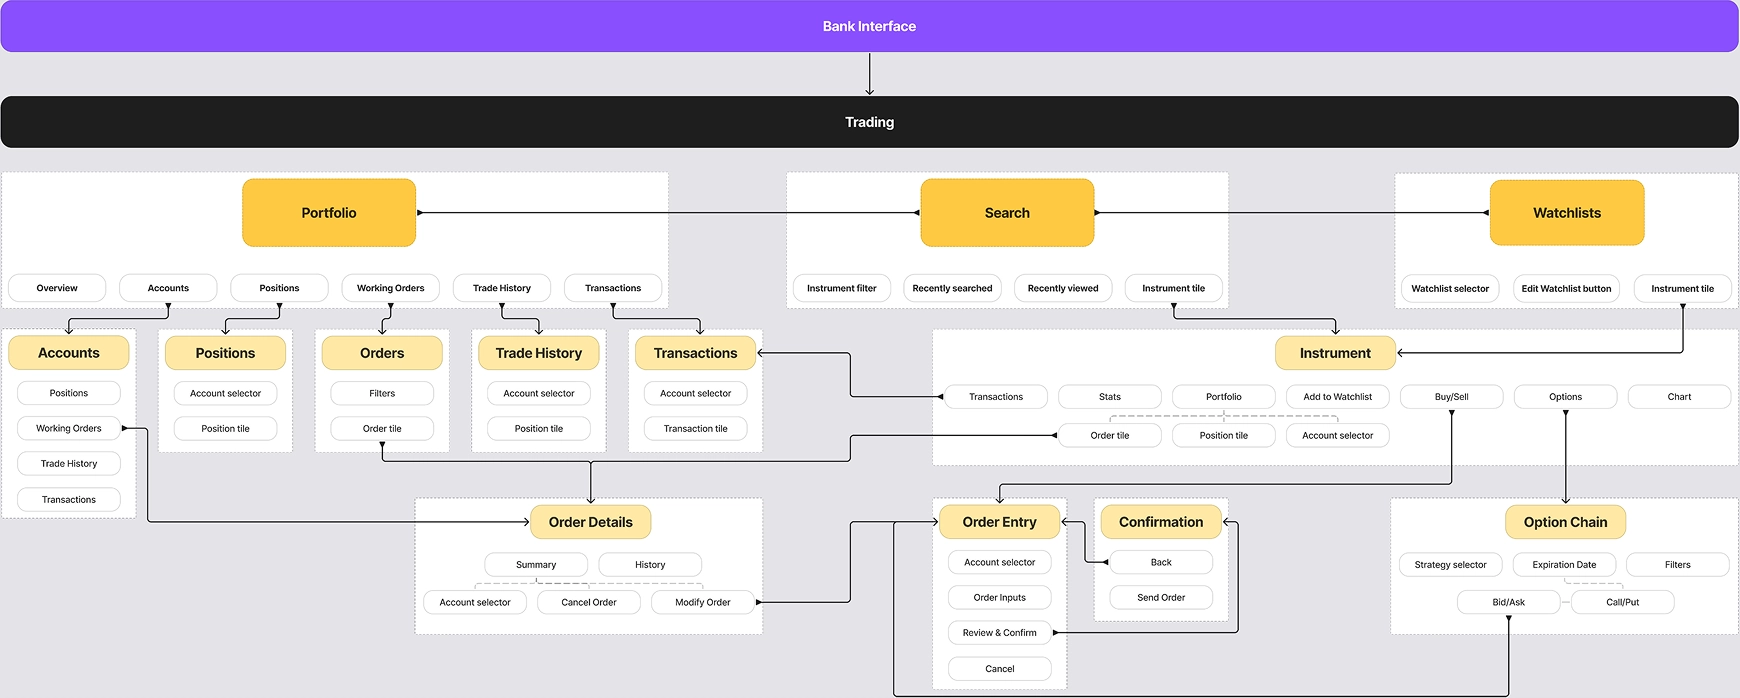 Bank Interface
Trading
Portfolio
Search
Watchlists
Overview
Accounts
Positions
Working Orders
Trade History
Transactions
Instrument filter
Recently searched
Recently viewed
Instrument tile
Watchlist selector
Edit Watchlist button
Instrument tile
Accounts
Positions
Working Orders
Trade History
Transactions
Positions
Account selector
Position tile
Orders
Filters
Order tile
Trade History
Account selector
Position tile
Transactions
Account selector
Transaction tile
Instrument
Transactions
Stats
Portfolio
Add to Watchlist
Buy/Sell
Options
Chart
Order tile
Position tile
Account selector
Order Details
Summary
History
Account selector
Cancel Order
Modify Order
Order Entry
Account selector
Order Inputs
Review & Confirm
Cancel
Confirmation
Back
Send Order
Option Chain
Strategy selector
Expiration Date
Filters
Bid/Ask
Call/Put